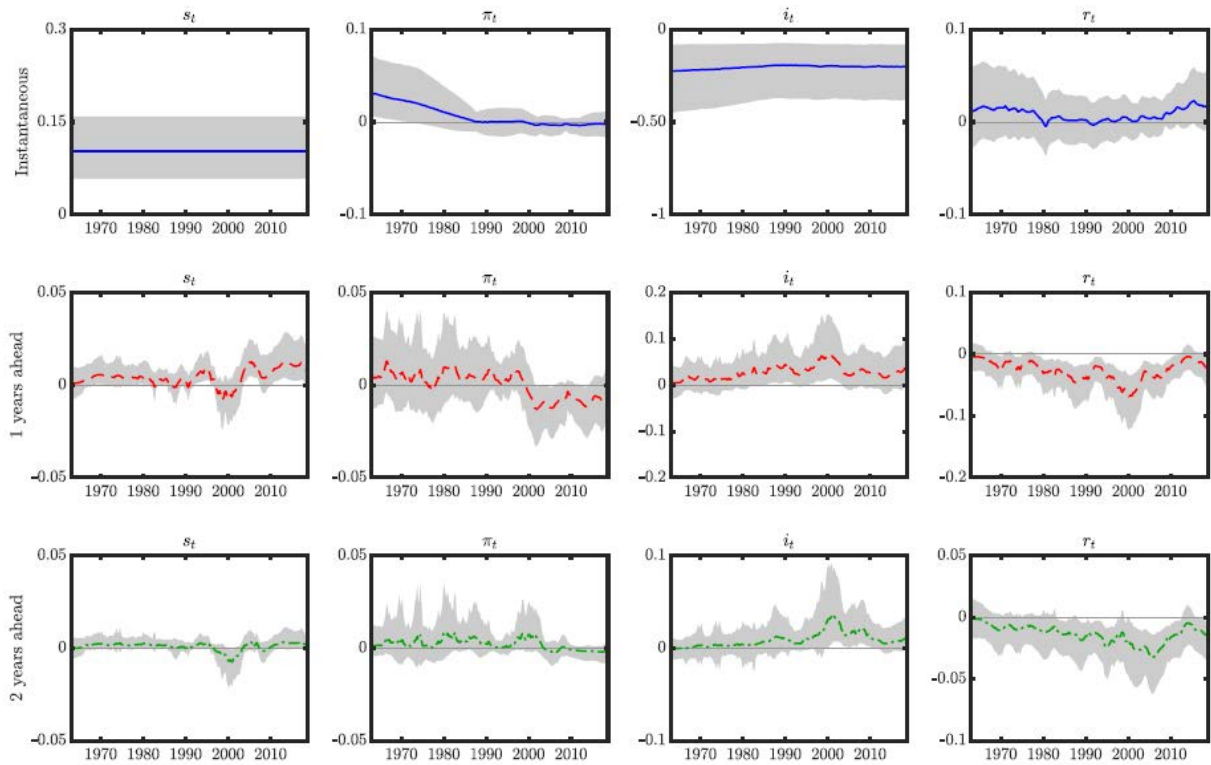 s_t π_t i_t r_t
Instantaneous
0.3 0.1 0 0.1
0.15 0 -0.50 0
0 -0.1 -1 -0.1
1970 1980 1990 2000 2010 1970 1980 1990 2000 2010 1970 1980 1990 2000 2010 1970 1980 1990 2000 2010
s_t π_t i_t r_t
1 years ahead
0.05 0.05 0.2 0.1
0.1 0
0 0 0
-0.1 -0.1
-0.05 -0.05 -0.2 -0.2
1970 1980 1990 2000 2010 1970 1980 1990 2000 2010 1970 1980 1990 2000 2010 1970 1980 1990 2000 2010
s_t π_t i_t r_t
2 years ahead
0.05 0.05 0.1 0.05
0 0 0 0
-0.05
-0.05 -0.05 -0.1 -0.1
1970 1980 1990 2000 2010 1970 1980 1990 2000 2010 1970 1980 1990 2000 2010 1970 1980 1990 2000 2010